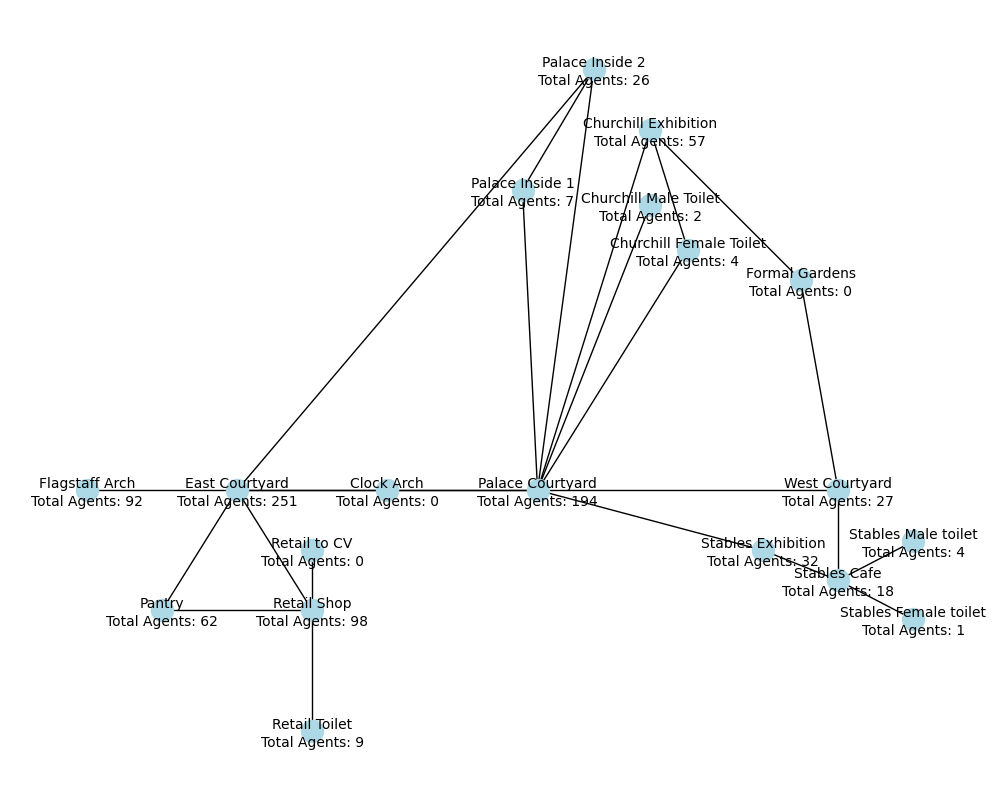 Palace Inside 2
Total Agents: 26
Churchill Exhibition
Total Agents: 57
Palace Inside 1
Total Agents: 7
Churchill Male Toilet
Total Agents: 2
Churchill Female Toilet
Total Agents: 4
Formal Gardens
Total Agents: 0
Flagstaff Arch
Total Agents: 92
East Courtyard
Total Agents: 251
Clock Arch
Total Agents: 0
Palace Courtyard
Total Agents: 194
West Courtyard
Total Agents: 27
Retail to CV
Total Agents: 0
Stables Exhibition
Total Agents: 32
Stables Male toilet
Total Agents: 4
Stables Cafe
Total Agents: 18
Pantry
Total Agents: 62
Retail Shop
Total Agents: 98
Stables Female toilet
Total Agents: 1
Retail Toilet
Total Agents: 9